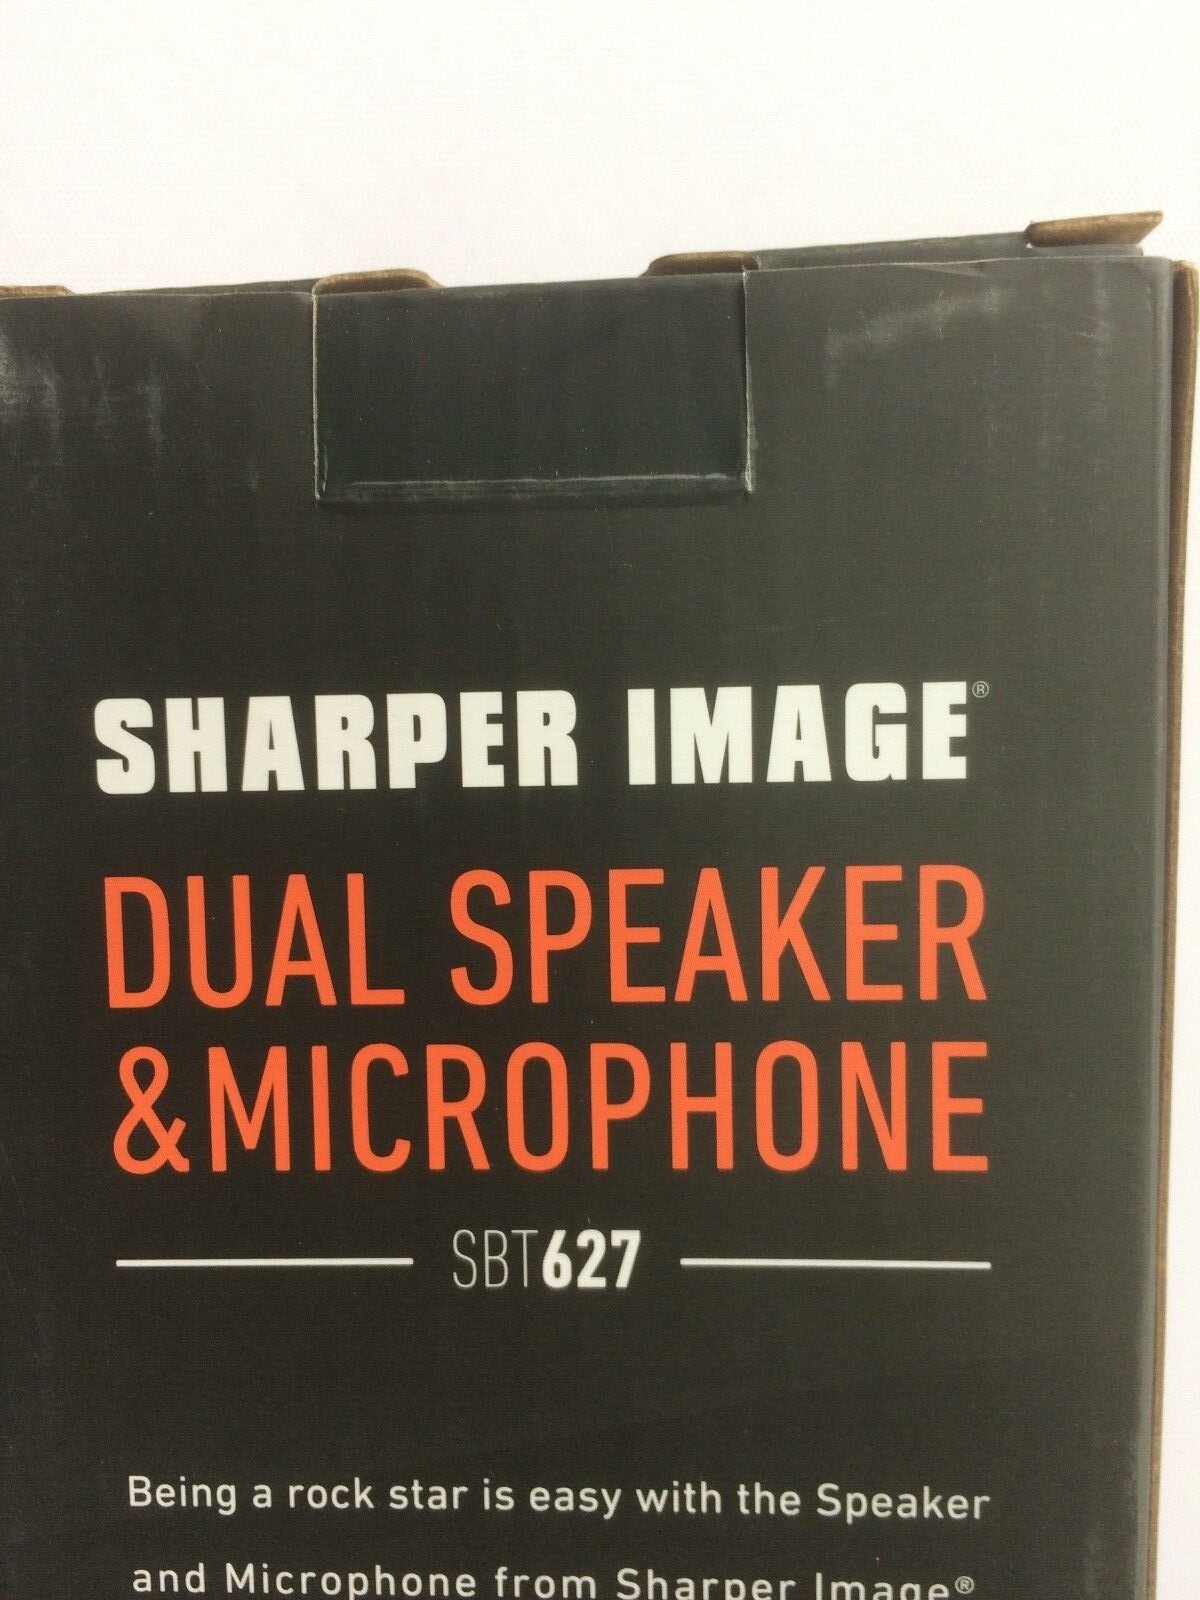 SHARPER IMAGE®
DUAL SPEAKER
&MICROPHONE
SBT627
Being a rock star is easy with the Speaker
and Microphone from Sharper Image®